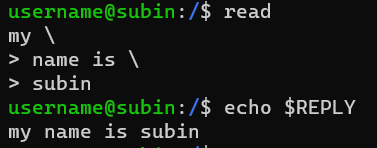 username@subin:/$ read
my \
> name is \
> subin
username@subin:/$ echo $REPLY
my name is subin